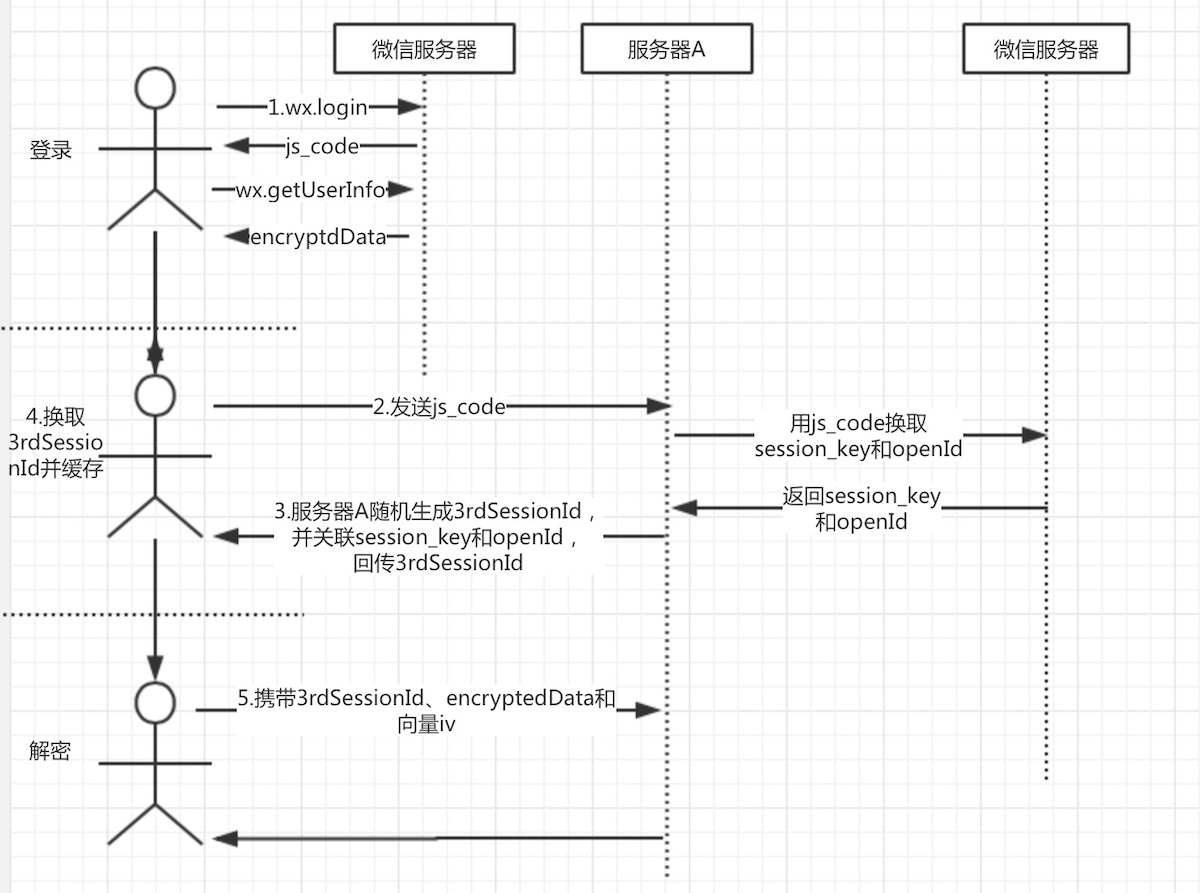 微信服务器
服务器A
微信服务器
登录
1.wx.login
js_code
wx.getUserInfo
encryptdData
4.换取
3rdSessio
nId并缓存
2.发送js_code
用js_code换取
session_key和openId
返回session_key
和openId
3.服务器A随机生成3rdSessionId，
并关联session_key和openId，
回传3rdSessionId
5.携带3rdSessionId、encryptedData和
向量iv
解密